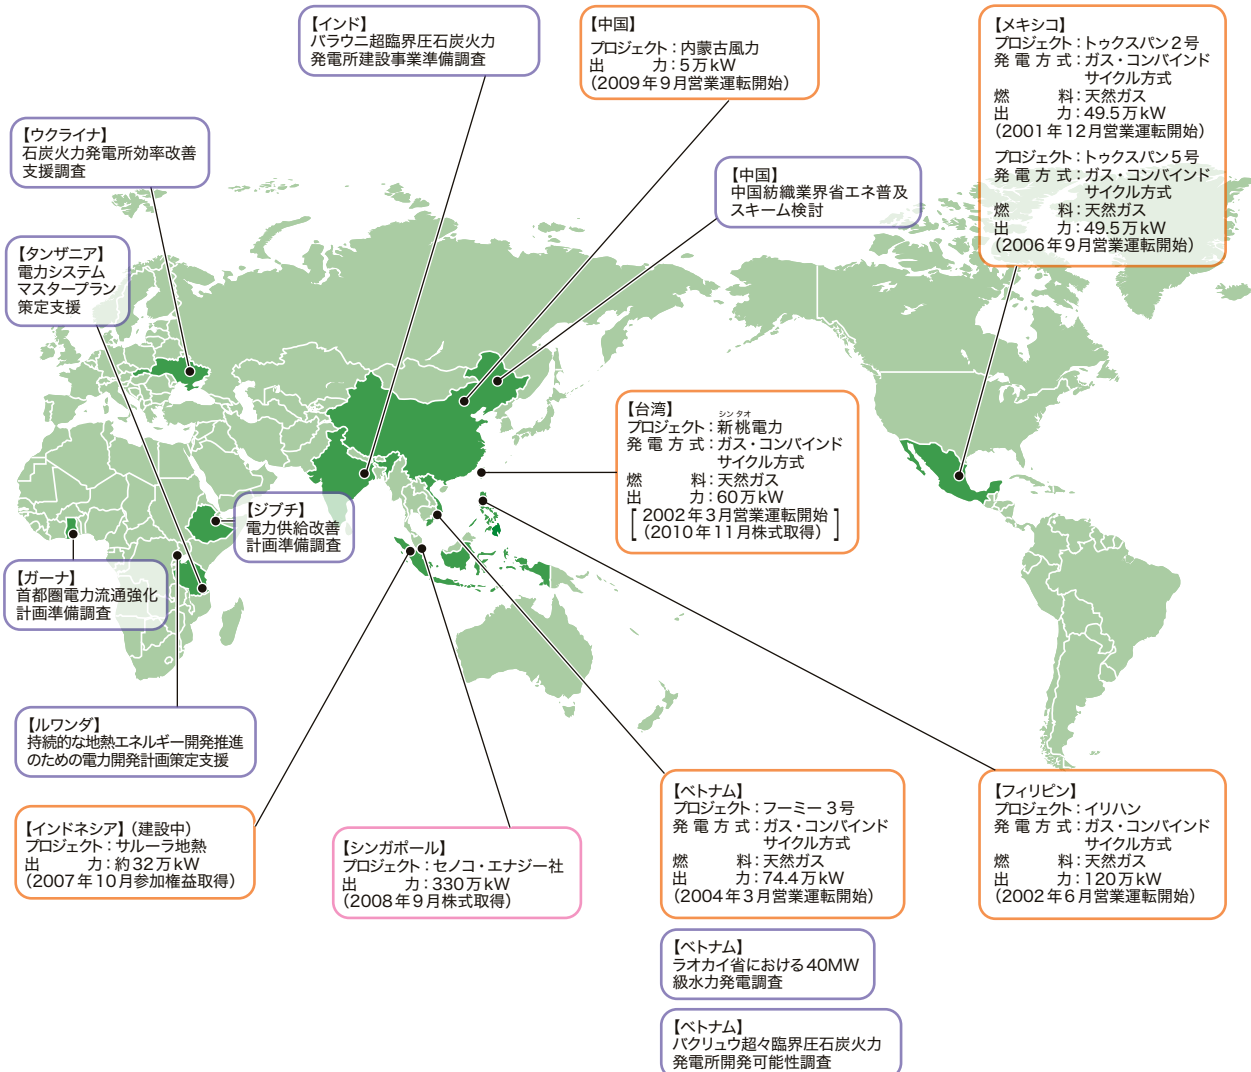 【インド】
バラウニ超臨界圧石炭火力
発電所建設事業準備調査
【中国】
プロジェクト：内蒙古風力
出　　　力：5万kW
（2009年9月営業運転開始）
【メキシコ】
プロジェクト：トゥクスパン2号
発電方式：ガス・コンバインド
サイクル方式
燃　　　料：天然ガス
出　　　力：49.5万kW
（2001年12月営業運転開始）
プロジェクト：トゥクスパン5号
発電方式：ガス・コンバインド
サイクル方式
燃　　　料：天然ガス
出　　　力：49.5万kW
（2006年9月営業運転開始）
【ウクライナ】
石炭火力発電所効率改善
支援調査
【中国】
中国紡織業界省エネ普及
スキーム検討
【タンザニア】
電力システム
マスタープラン
策定支援
【台湾】
シンタオ
プロジェクト：新桃電力
発電方式：ガス・コンバインド
サイクル方式
燃　　　料：天然ガス
出　　　力：60万kW
[2002年3月営業運転開始
（2010年11月株式取得）]
【ジブチ】
電力供給改善
計画準備調査
【ガーナ】
首都圏電力流通強化
計画準備調査
【ルワンダ】
持続的な地熱エネルギー開発推進
のための電力開発計画策定支援
【インドネシア】（建設中）
プロジェクト：サルーラ地熱
出　　　力：約32万kW
（2007年10月参加権益取得）
【シンガポール】
プロジェクト：セノコ・エナジー社
出　　　力：330万kW
（2008年9月株式取得）
【ベトナム】
プロジェクト：フーミー3号
発電方式：ガス・コンバインド
サイクル方式
燃　　　料：天然ガス
出　　　力：74.4万kW
（2004年3月営業運転開始）
【フィリピン】
プロジェクト：イリハン
発電方式：ガス・コンバインド
サイクル方式
燃　　　料：天然ガス
出　　　力：120万kW
（2002年6月営業運転開始）
【ベトナム】
ラオカイ省における40MW
級水力発電調査
【ベトナム】
バクリュウ超々臨界圧石炭火力
発電所開発可能性調査